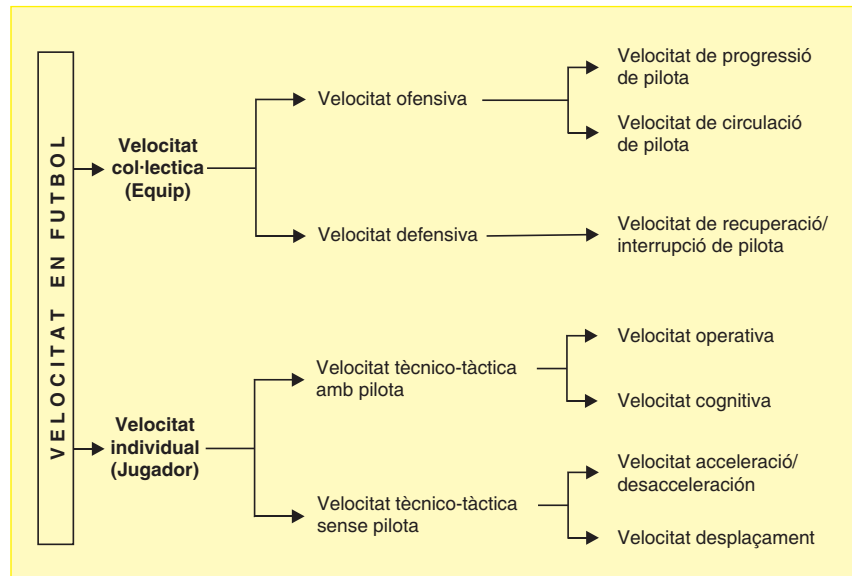 VELOCITAT EN FUTBOL
Velocitat
col·lectica
(Equip)
Velocitat ofensiva
Velocitat de progressió
de pilota
Velocitat de circulació
de pilota
Velocitat defensiva
Velocitat de recuperació/
interrupció de pilota
Velocitat
individual
(Jugador)
Velocitat tècnico-tàctica
amb pilota
Velocitat operativa
Velocitat cognitiva
Velocitat tècnico-tàctica
sense pilota
Velocitat acceleració/
desacceleración
Velocitat desplaçament